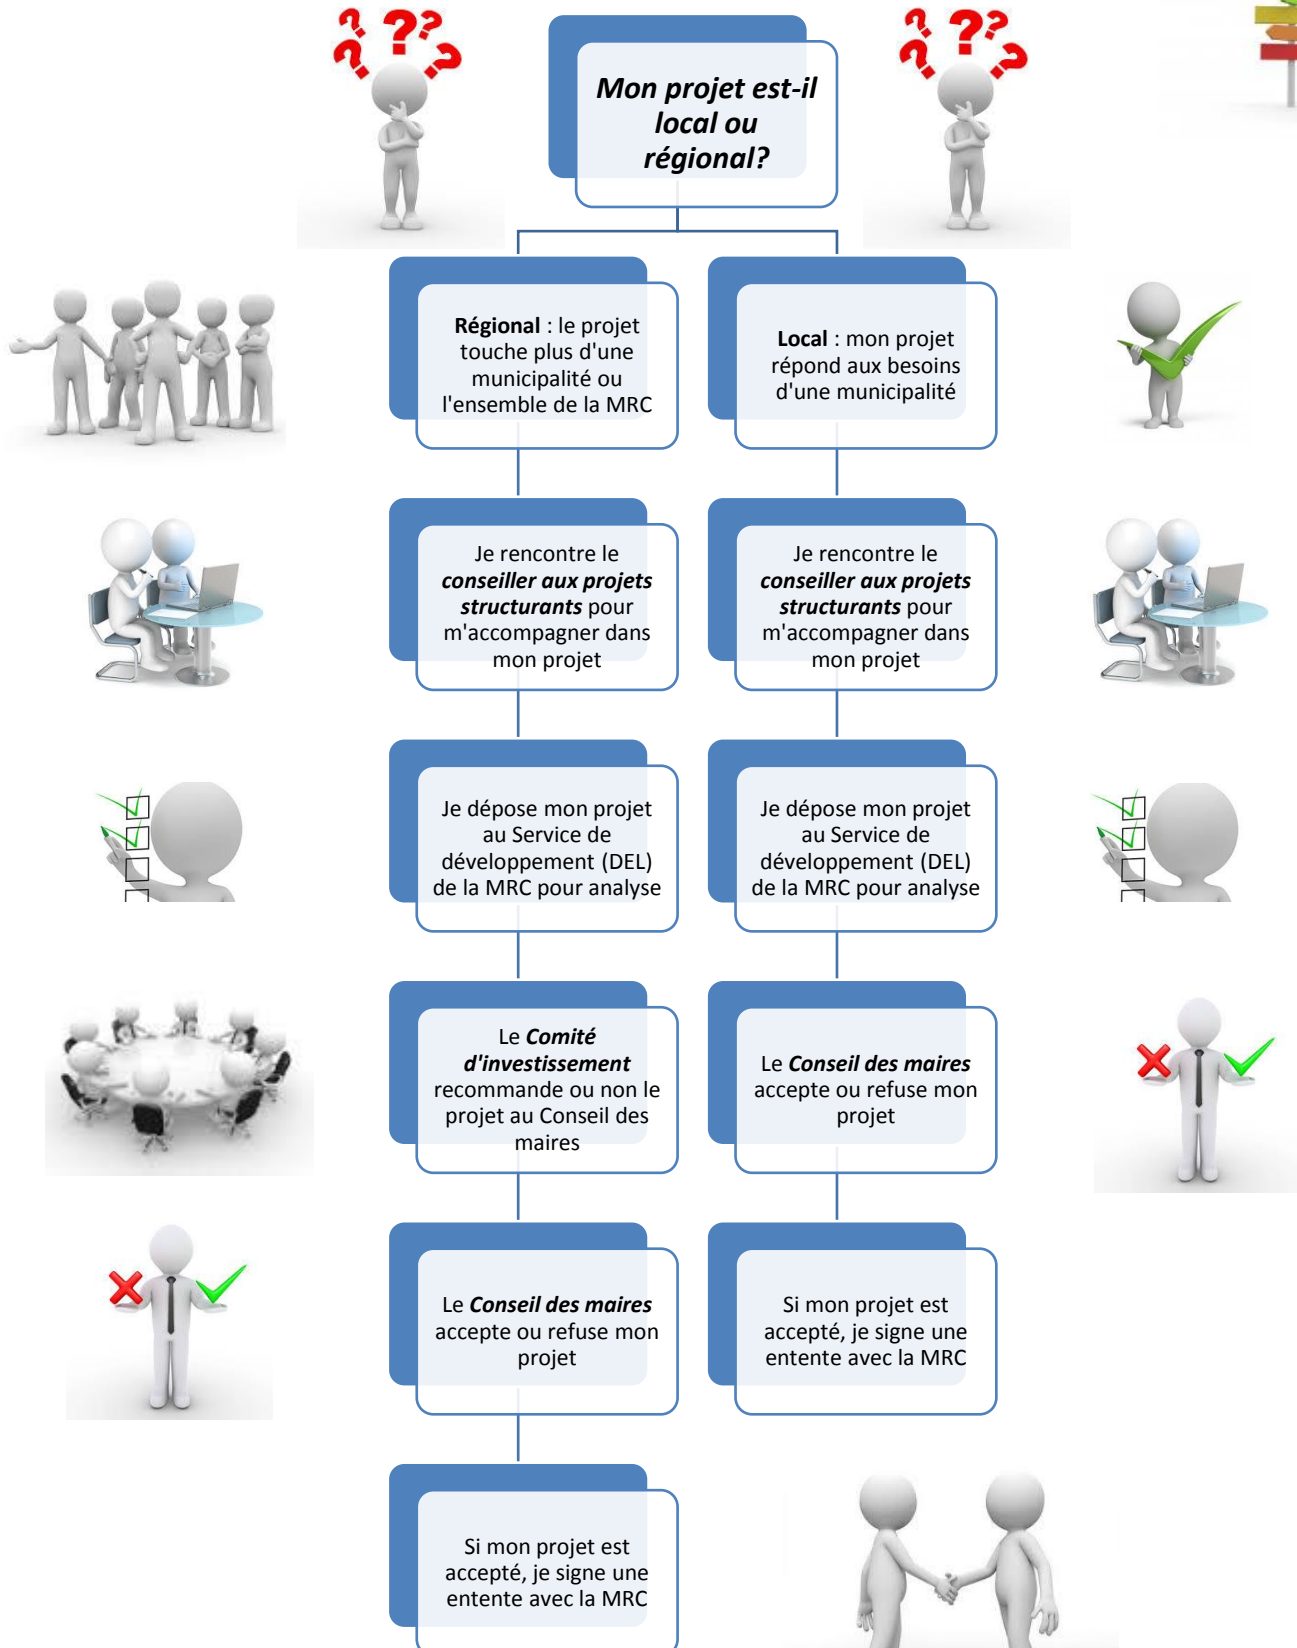 Mon projet est-il
local ou
régional?
Régional : le projet
touche plus d'une
municipalité ou
l'ensemble de la MRC
Local : mon projet
répond aux besoins
d'une municipalité
Je rencontre le
conseiller aux projets
structurants pour
m'accompagner dans
mon projet
Je rencontre le
conseiller aux projets
structurants pour
m'accompagner dans
mon projet
Je dépose mon projet
au Service de
développement (DEL)
de la MRC pour analyse
Je dépose mon projet
au Service de
développement (DEL)
de la MRC pour analyse
Le Comité
d'investissement
recommande ou non le
projet au Conseil des
maires
Le Conseil des maires
accepte ou refuse mon
projet
Le Conseil des maires
accepte ou refuse mon
projet
Si mon projet est
accepté, je signe une
entente avec la MRC
Si mon projet est
accepté, je signe une
entente avec la MRC